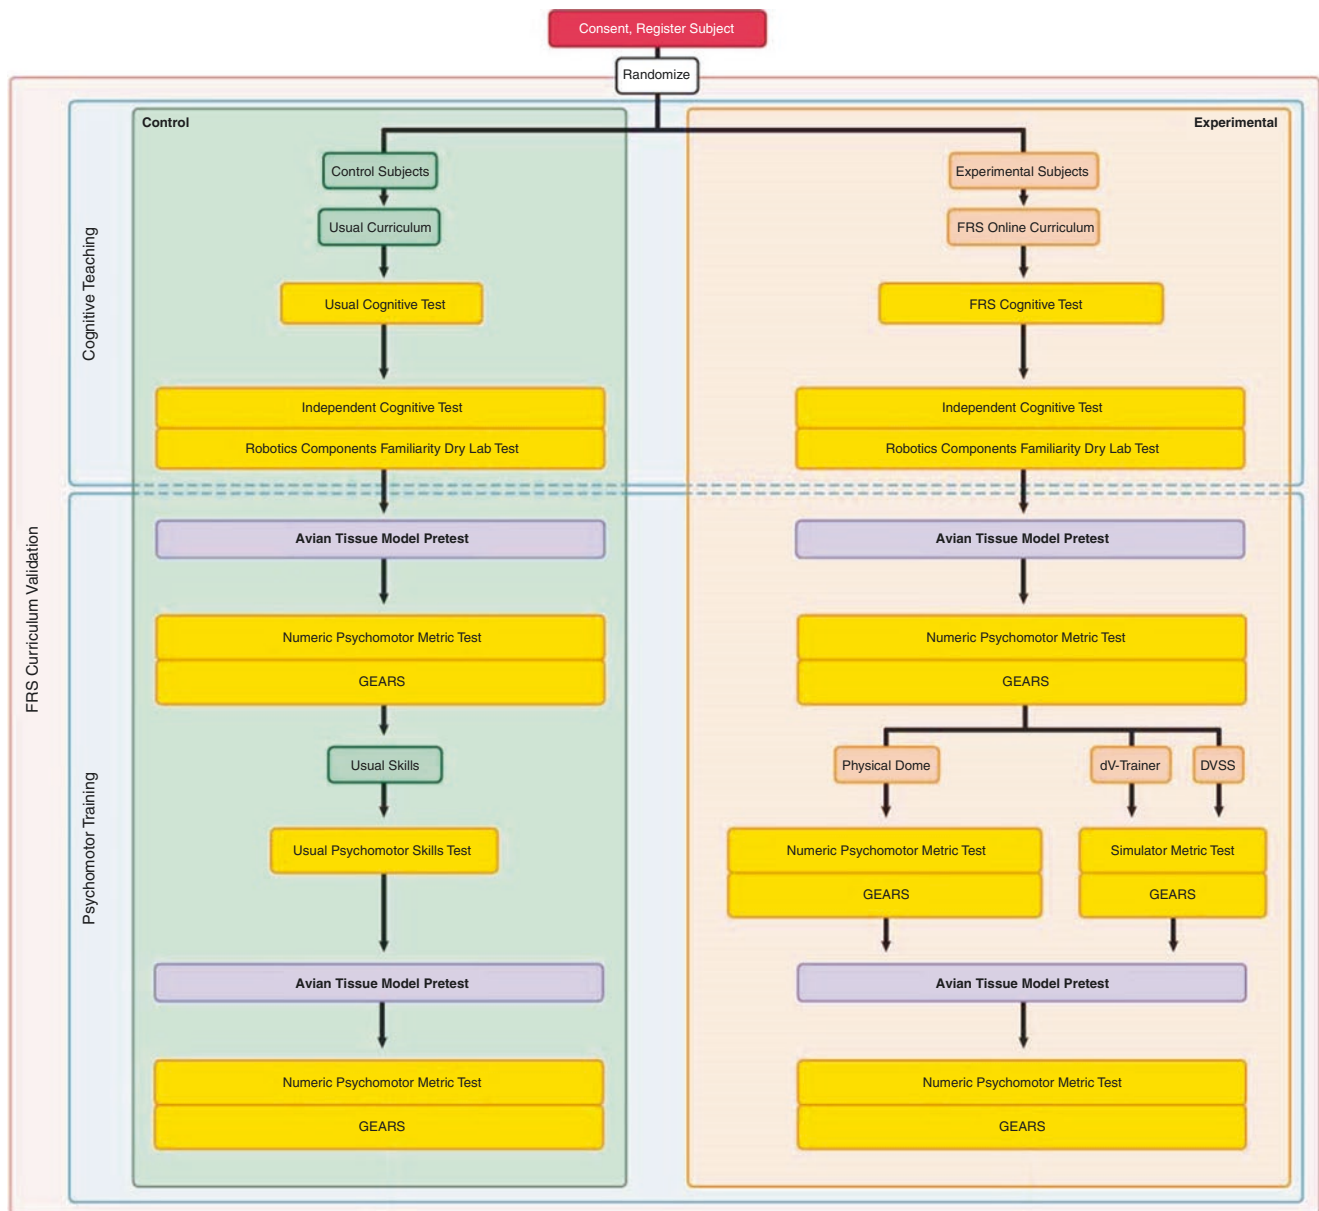 Consent, Register Subject
Randomize
FRS Curriculum Validation
Cognitive Teaching
Control
Control Subjects
Usual Curriculum
Usual Cognitive Test
Independent Cognitive Test
Robotics Components Familiarity Dry Lab Test
Experimental
Experimental Subjects
FRS Online Curriculum
FRS Cognitive Test
Independent Cognitive Test
Robotics Components Familiarity Dry Lab Test
Psychomotor Training
Avian Tissue Model Pretest
Numeric Psychomotor Metric Test
GEARS
Usual Skills
Usual Psychomotor Skills Test
Avian Tissue Model Pretest
Numeric Psychomotor Metric Test
GEARS
Avian Tissue Model Pretest
Numeric Psychomotor Metric Test
GEARS
Physical Dome
dV-Trainer
DVSS
Numeric Psychomotor Metric Test
GEARS
Simulator Metric Test
GEARS
Avian Tissue Model Pretest
Numeric Psychomotor Metric Test
GEARS